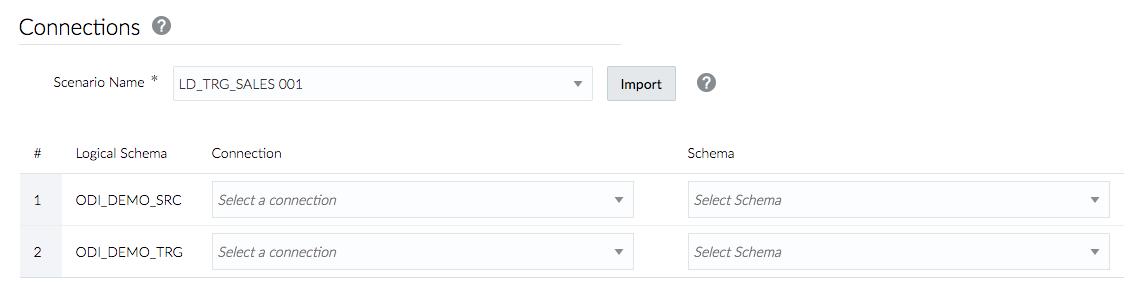 Connections ?
Scenario Name * LD_TRG_SALES 001 Import ?
# Logical Schema Connection Schema
1 ODI_DEMO_SRC Select a connection Select Schema
2 ODI_DEMO_TRG Select a connection Select Schema